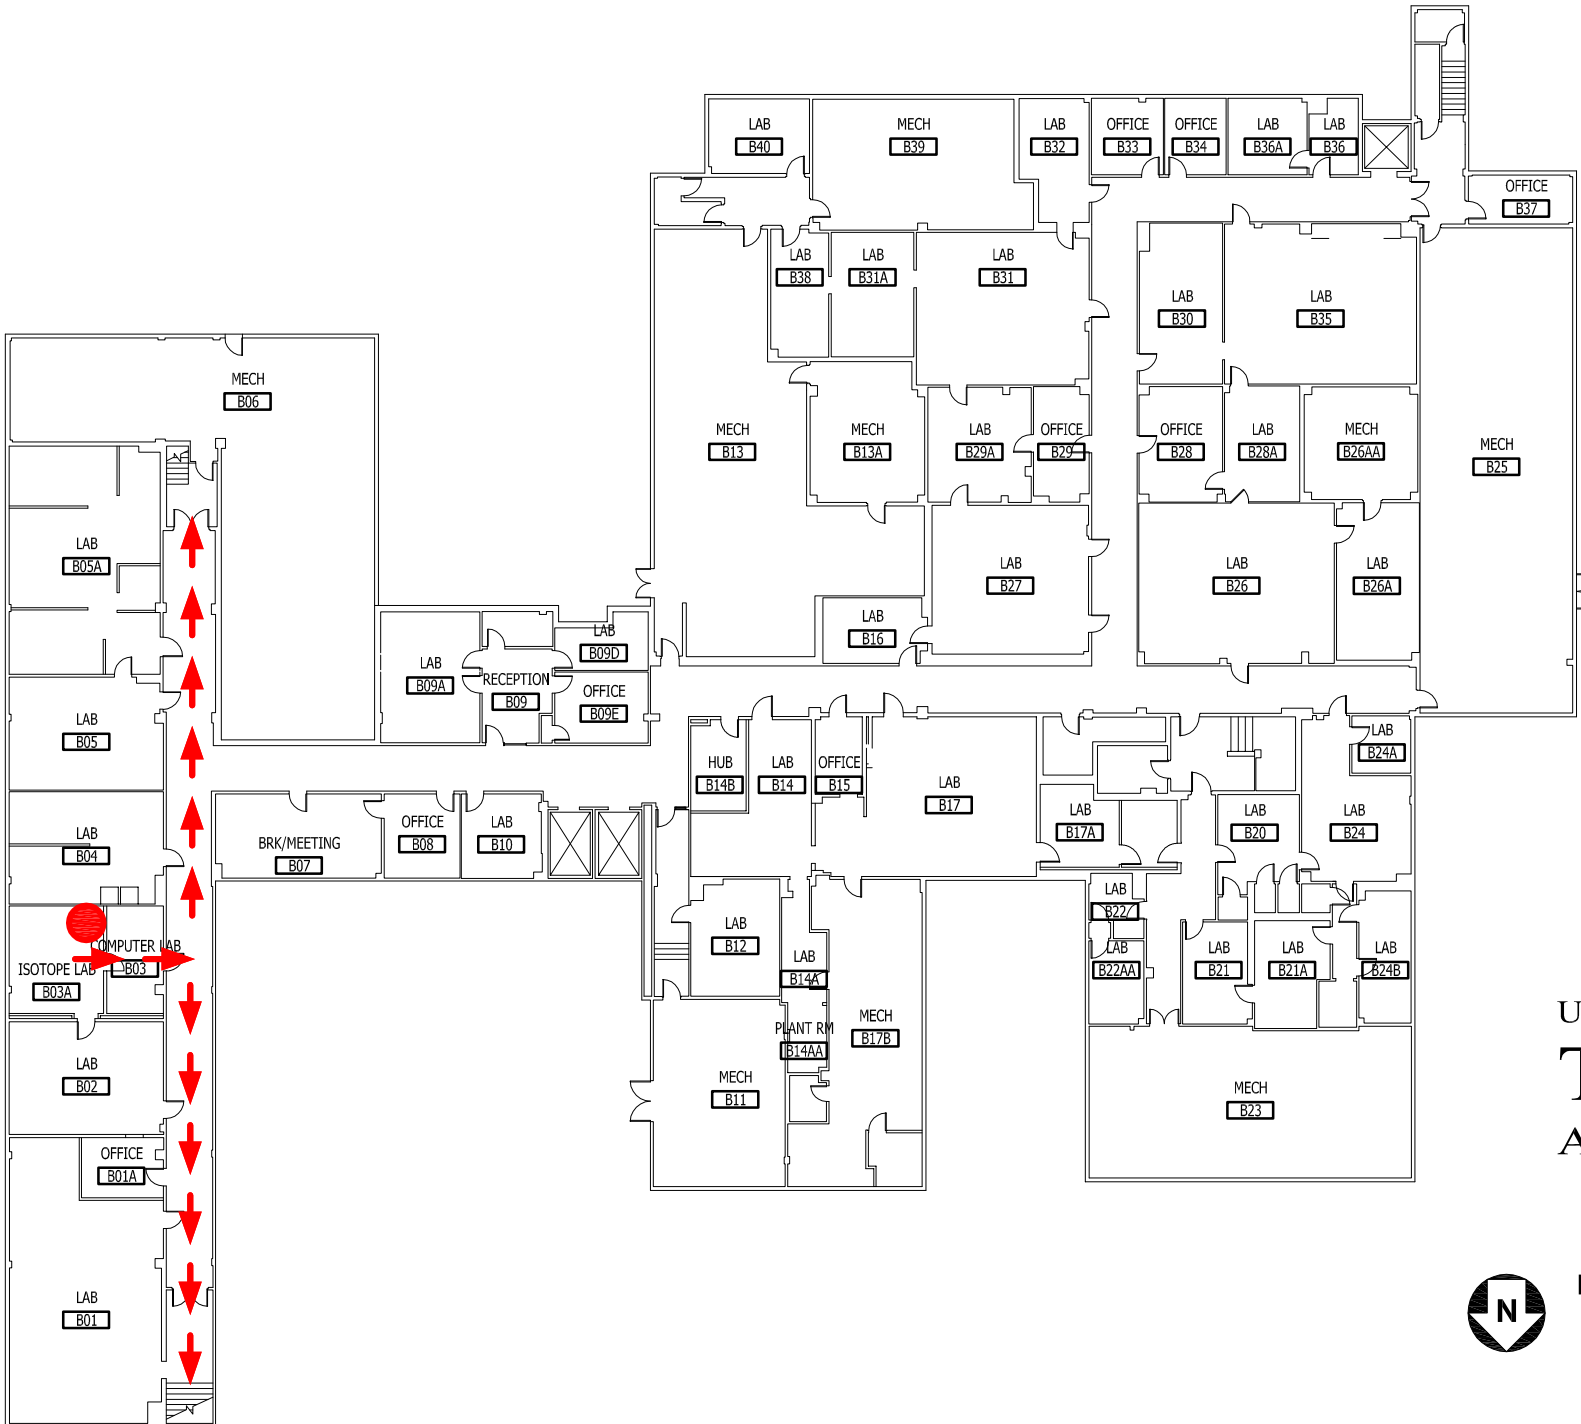 LAB
B40
MECH
B39
LAB
B32
OFFICE
B33
OFFICE
B34
LAB
B36A
LAB
B36
OFFICE
B37
LAB
B38
LAB
B31A
LAB
B31
LAB
B30
LAB
B35
MECH
B06
MECH
B13
MECH
B13A
LAB
B29A
OFFICE
B29
OFFICE
B28
LAB
B28A
MECH
B26AA
MECH
B25
LAB
B05A
LAB
B27
LAB
B26
LAB
B26A
LAB
B16
LAB
B09D
LAB
B09A
RECEPTION
B09
OFFICE
B09E
LAB
B05
HUB
B14B
LAB
B14
OFFICE
B15
LAB
B17
LAB
B24A
LAB
B04
BRK/MEETING
B07
OFFICE
B08
LAB
B10
LAB
B17A
LAB
B20
LAB
B24
LAB
B22
COMPUTER LAB
B03
ISOTOPE LAB
B03A
LAB
B12
LAB
B14A
LAB
B22AA
LAB
B21
LAB
B21A
LAB
B24B
PLANT RM
B14AA
MECH
B17B
LAB
B02
MECH
B11
MECH
B23
OFFICE
B01A
LAB
B01
U
T
A
N